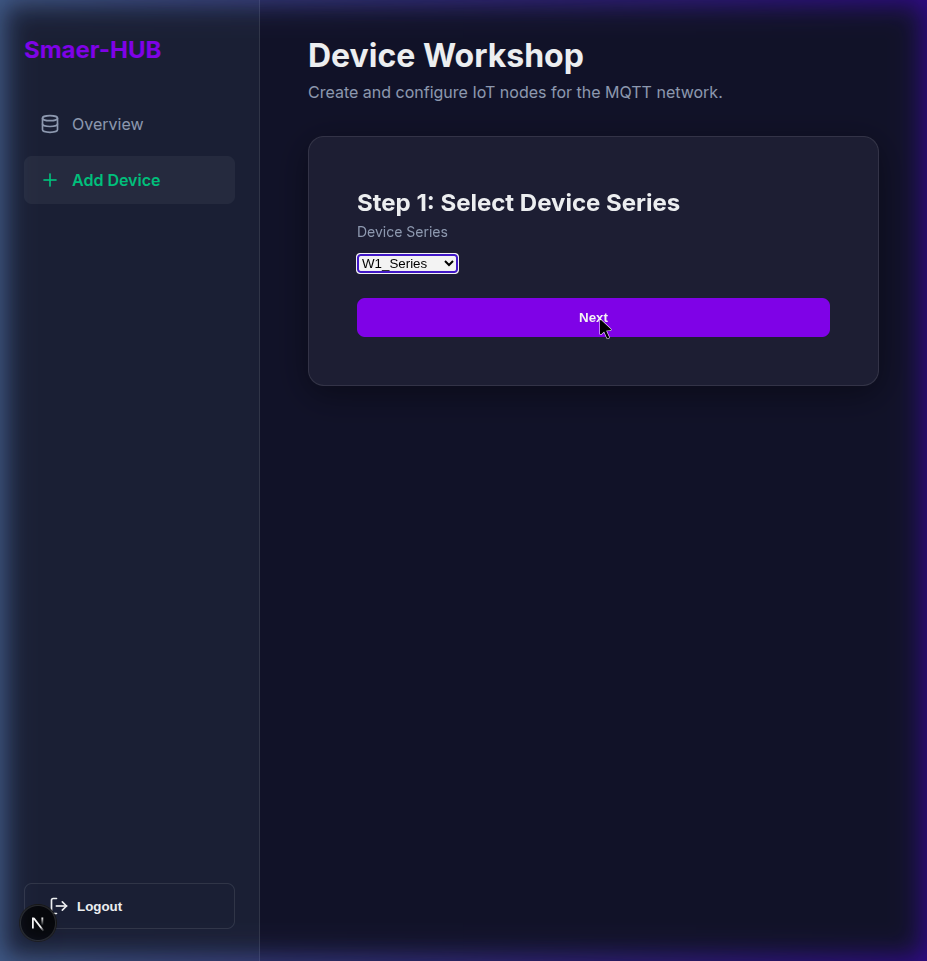 Smaer-HUB
Overview
Add Device
Logout
Device Workshop
Create and configure IoT nodes for the MQTT network.
Step 1: Select Device Series
Device Series
W1_Series
Next
N